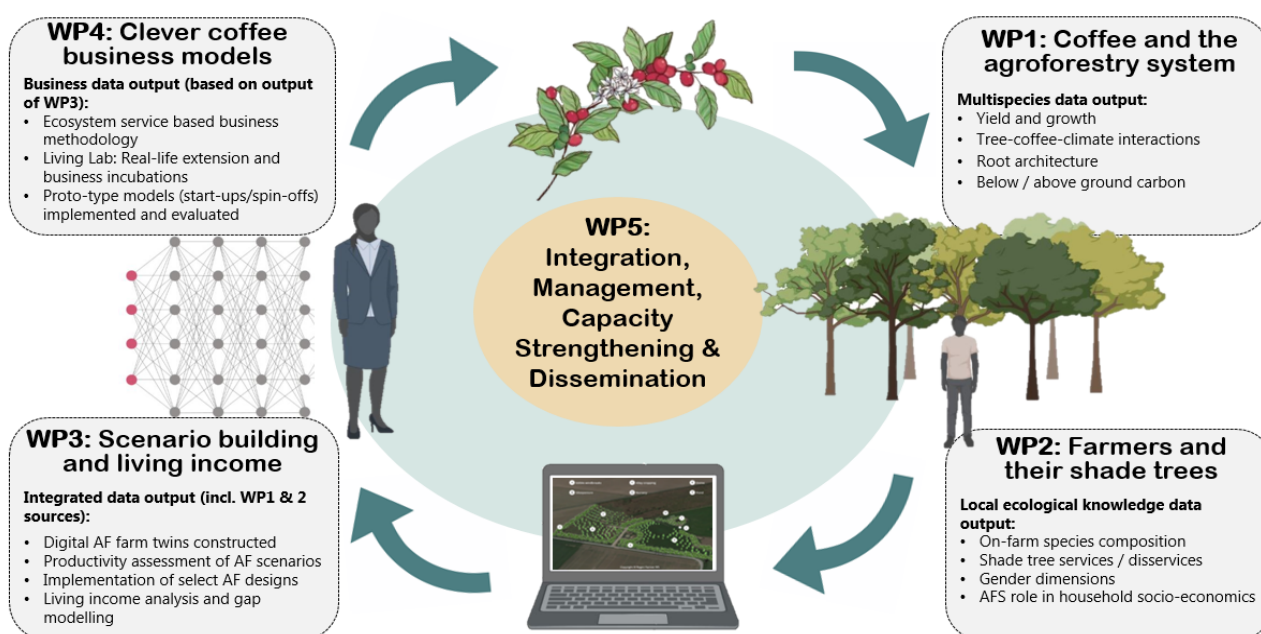 WP4: Clever coffee
business models
Business data output (based on output
of WP3):
• Ecosystem service based business
methodology
• Living Lab: Real-life extension and
business incubations
• Proto-type models (start-ups/spin-offs)
implemented and evaluated
WP1: Coffee and the
agroforestry system
Multispecies data output:
• Yield and growth
• Tree-coffee-climate interactions
• Root architecture
• Below / above ground carbon
WP5:
Integration,
Management,
Capacity
Strengthening &
Dissemination
WP3: Scenario building
and living income
Integrated data output (incl. WP1 & 2
sources):
• Digital AF farm twins constructed
• Productivity assessment of AF scenarios
• Implementation of select AF designs
• Living income analysis and gap
modelling
WP2: Farmers and
their shade trees
Local ecological knowledge data
output:
• On-farm species composition
• Shade tree services / disservices
• Gender dimensions
• AFS role in household socio-economics